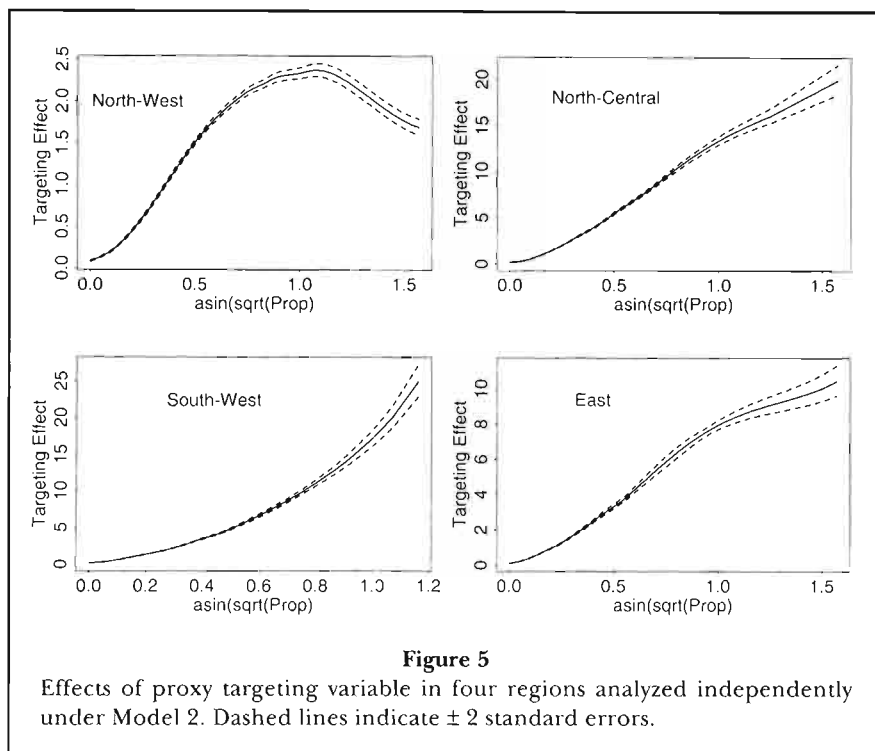 North-West
Targeting Effect
0.0 0.5 1.0 1.5 2.0 2.5
0.0 0.5 1.0 1.5
asin(sqrt(Prop)
North-Central
Targeting Effect
0 5 10 15 20
0.0 0.5 1.0 1.5
asin(sqrt(Prop)
South-West
Targeting Effect
0 5 10 15 20 25
0.0 0.2 0.4 0.6 0.8 1.0 1.2
asin(sqrt(Prop)
East
Targeting Effect
0 2 4 6 8 10
0.0 0.5 1.0 1.5
asin(sqrt(Prop)
Figure 5
Effects of proxy targeting variable in four regions analyzed independently
under Model 2. Dashed lines indicate ± 2 standard errors.